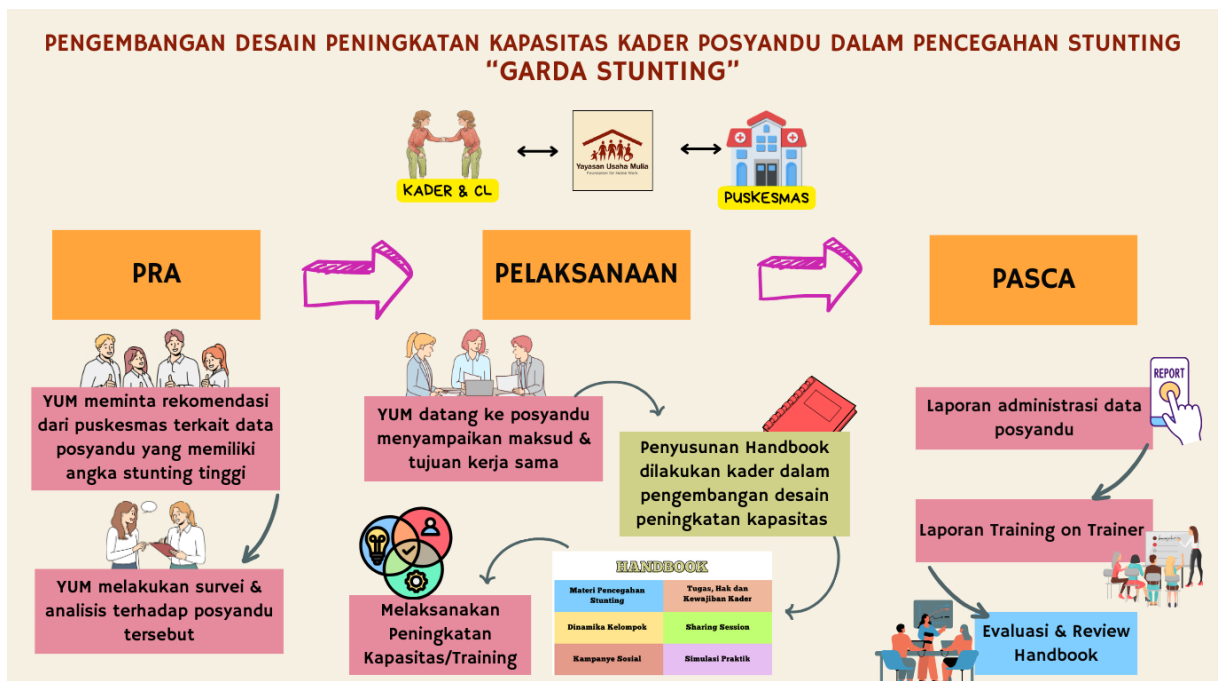 PENGEMBANGAN DESAIN PENINGKATAN KAPASITAS KADER POSYANDU DALAM PENCEGAHAN STUNTING
“GARDA STUNTING”
KADER & CL
Yayasan Usaha Mulia
Foundation for Noble Work
PUSKESMAS
PRA
PELAKSANAAN
PASCA
YUM meminta rekomendasi
dari puskesmas terkait data
posyandu yang memiliki
angka stunting tinggi
YUM melakukan survei &
analisis terhadap posyandu
tersebut
YUM datang ke posyandu
menyampaikan maksud &
tujuan kerja sama
Penyusunan Handbook
dilakukan kader dalam
pengembangan desain
peningkatan kapasitas
HANDBOOK
Materi Pencegahan
Stunting
Tugas, Hak dan
Kewajiban Kader
Dinamika Kelompok
Sharing Session
Kampanye Sosial
Simulasi Praktik
Melaksanakan
Peningkatan
Kapasitas/Training
REPORT
Laporan administrasi data
posyandu
Laporan Training on Trainer
Evaluasi & Review
Handbook